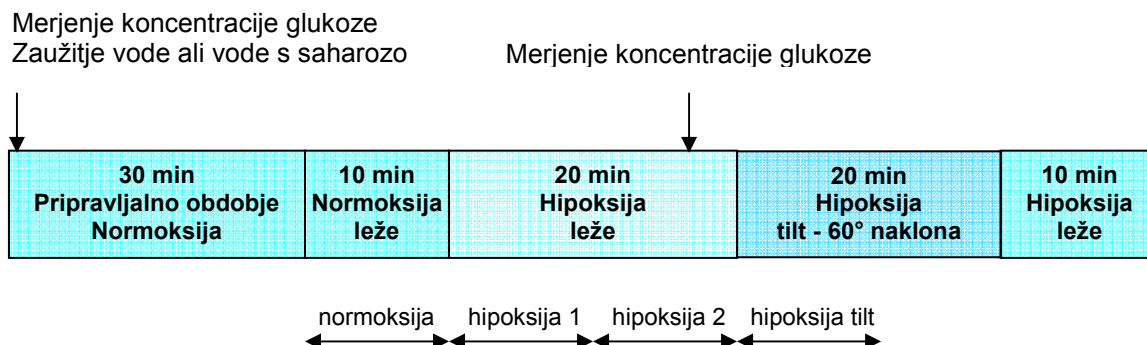 Merjenje koncentracije glukoze
Zaužitje vode ali vode s saharozo
Merjenje koncentracije glukoze
30 min
Pripravljalno obdobje
Normoksija
10 min
Normoksija
leže
20 min
Hipoksija
leže
20 min
Hipoksija
tilt - 60° naklona
10 min
Hipoksija
leže
normoksija
hipoksija 1
hipoksija 2
hipoksija tilt